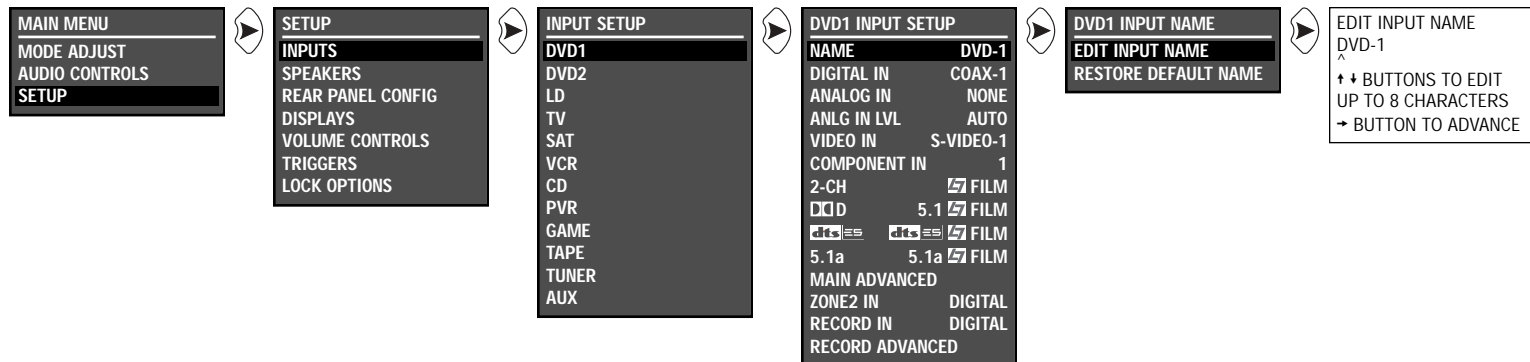 MAIN MENU
MODE ADJUST
AUDIO CONTROLS
SETUP
SETUP
INPUTS
SPEAKERS
REAR PANEL CONFIG
DISPLAYS
VOLUME CONTROLS
TRIGGERS
LOCK OPTIONS
INPUT SETUP
DVD1
DVD2
LD
TV
SAT
VCR
CD
PVR
GAME
TAPE
TUNER
AUX
DVD1 INPUT SETUP
NAME DVD-1
DIGITAL IN COAX-1
ANALOG IN NONE
ANLG IN LVL AUTO
VIDEO IN S-VIDEO-1
COMPONENT IN 1
2-CH L7 FILM
D 5.1 L7 FILM
dts ES dts ES L7 FILM
5.1a 5.1a L7 FILM
MAIN ADVANCED
ZONE2 IN DIGITAL
RECORD IN DIGITAL
RECORD ADVANCED
DVD1 INPUT NAME
EDIT INPUT NAME
RESTORE DEFAULT NAME
EDIT INPUT NAME
DVD-1
^
↑ ↓ BUTTONS TO EDIT
UP TO 8 CHARACTERS
→ BUTTON TO ADVANCE